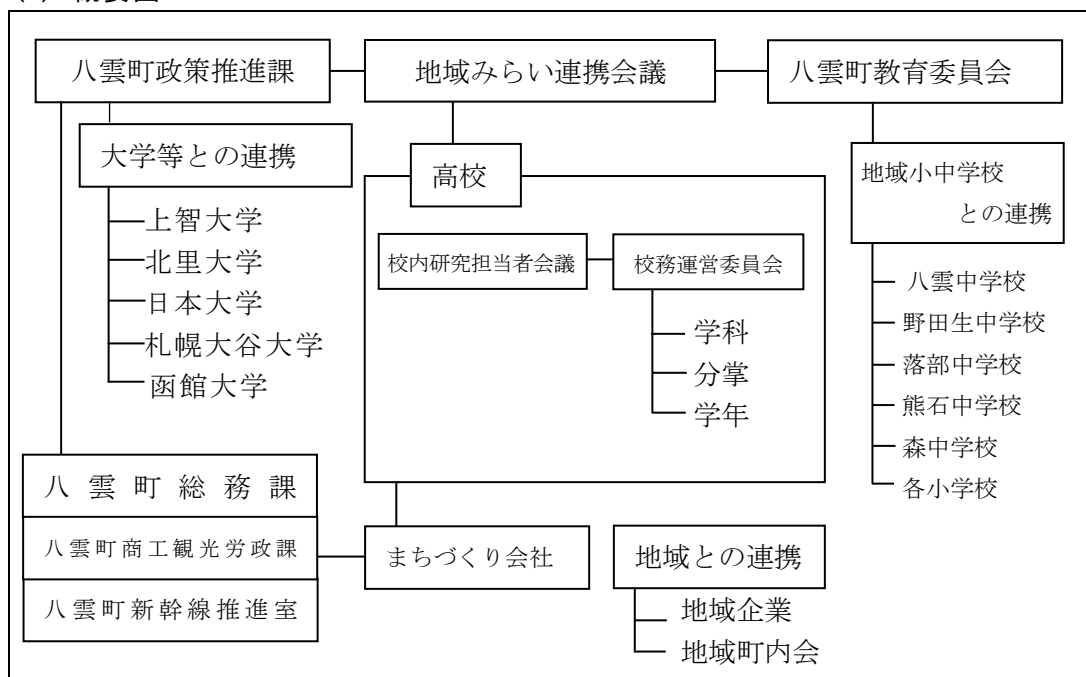 八雲町政策推進課
地域みらい連携会議
八雲町教育委員会
大学等との連携
上智大学
北里大学
日本大学
札幌大谷大学
函館大学
高校
校内研究担当者会議
校務運営委員会
学科
分掌
学年
地域小中学校
との連携
八雲中学校
野田生中学校
落部中学校
熊石中学校
森中学校
各小学校
八雲町総務課
八雲町商工観光労政課
八雲町新幹線推進室
まちづくり会社
地域との連携
地域企業
地域町内会